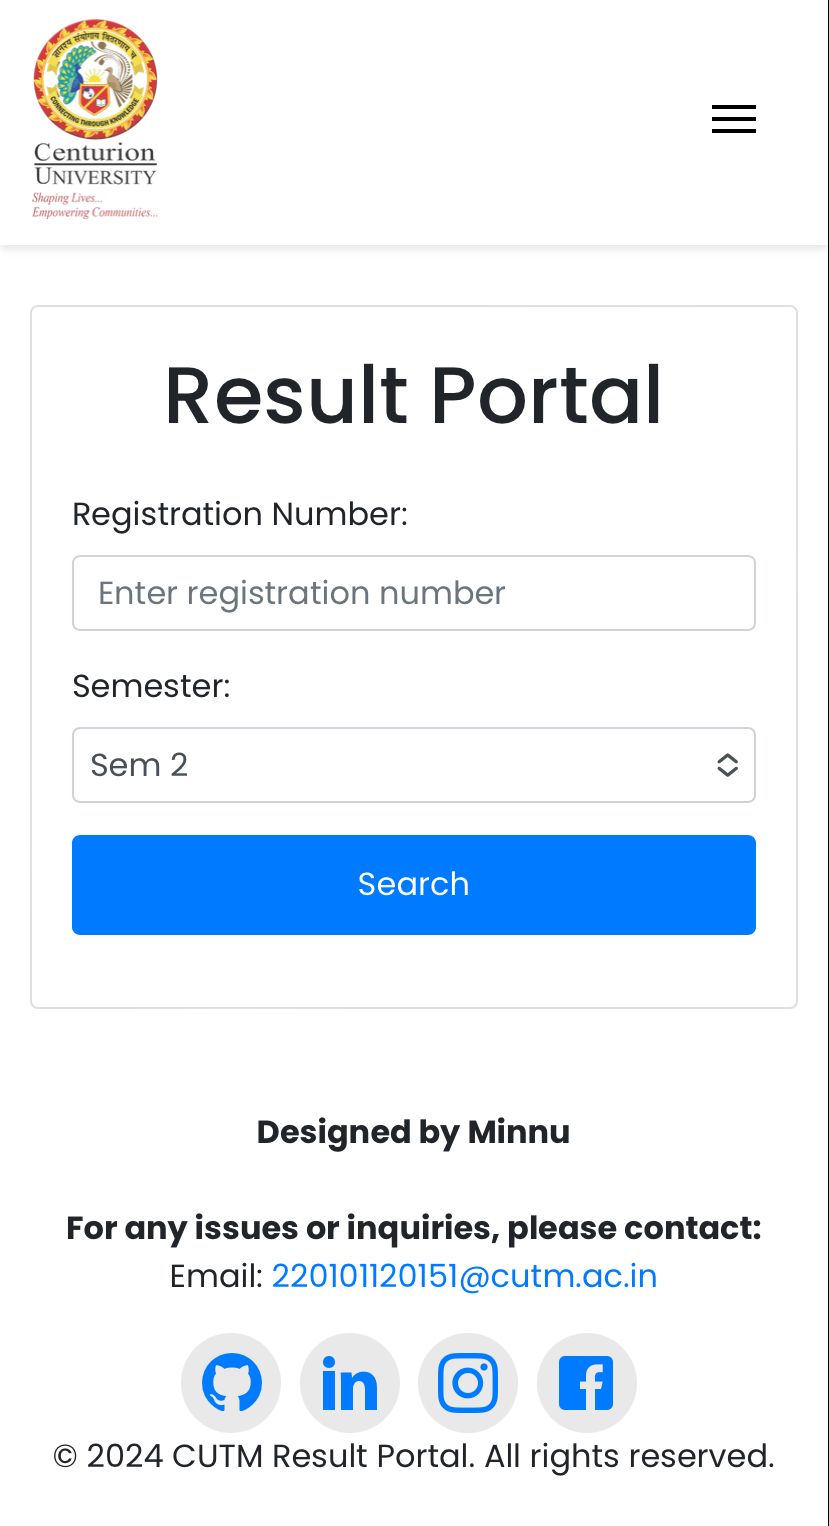 ज्ञानस्य संयोगाय वितरणाय च
CONNECTING THROUGH KNOWLEDGE
Centurion
UNIVERSITY
Shaping Lives...
Empowering Communities...
Result Portal
Registration Number:
Enter registration number
Semester:
Sem 2
Search
Designed by Minnu
For any issues or inquiries, please contact:
Email: 220101120151@cutm.ac.in
© 2024 CUTM Result Portal. All rights reserved.